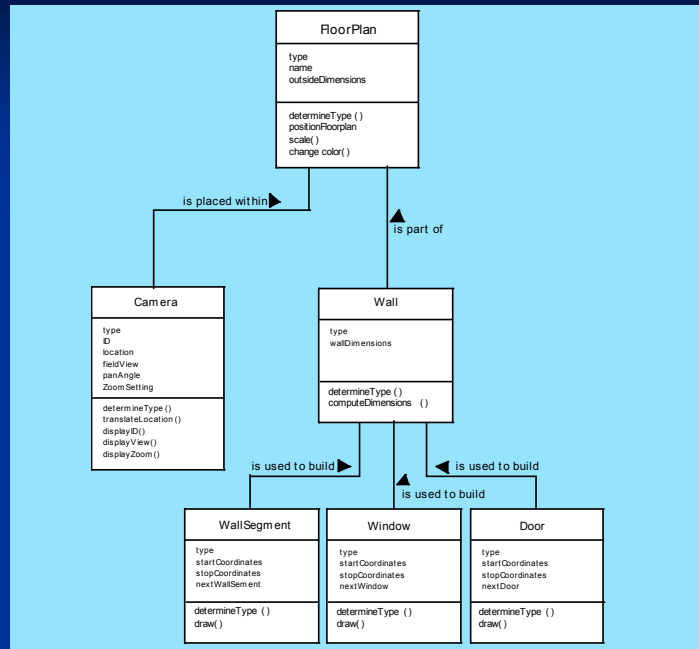 FloorPlan
type
name
outsideDimensions
determineType ( )
positionFloorplan
scale( )
change color( )
is placed within
is part of
Camera
type
ID
location
fieldView
panAngle
ZoomSetting
determineType ( )
translateLocation ( )
displayID( )
displayView( )
displayZoom( )
Wall
type
wallDimensions
determineType ( )
computeDimensions ( )
is used to build
is used to build
is used to build
WallSegment
type
startCoordinates
stopCoordinates
nextWallSement
determineType ( )
draw( )
Window
type
startCoordinates
stopCoordinates
nextWindow
determineType ( )
draw( )
Door
type
startCoordinates
stopCoordinates
nextDoor
determineType ( )
draw( )